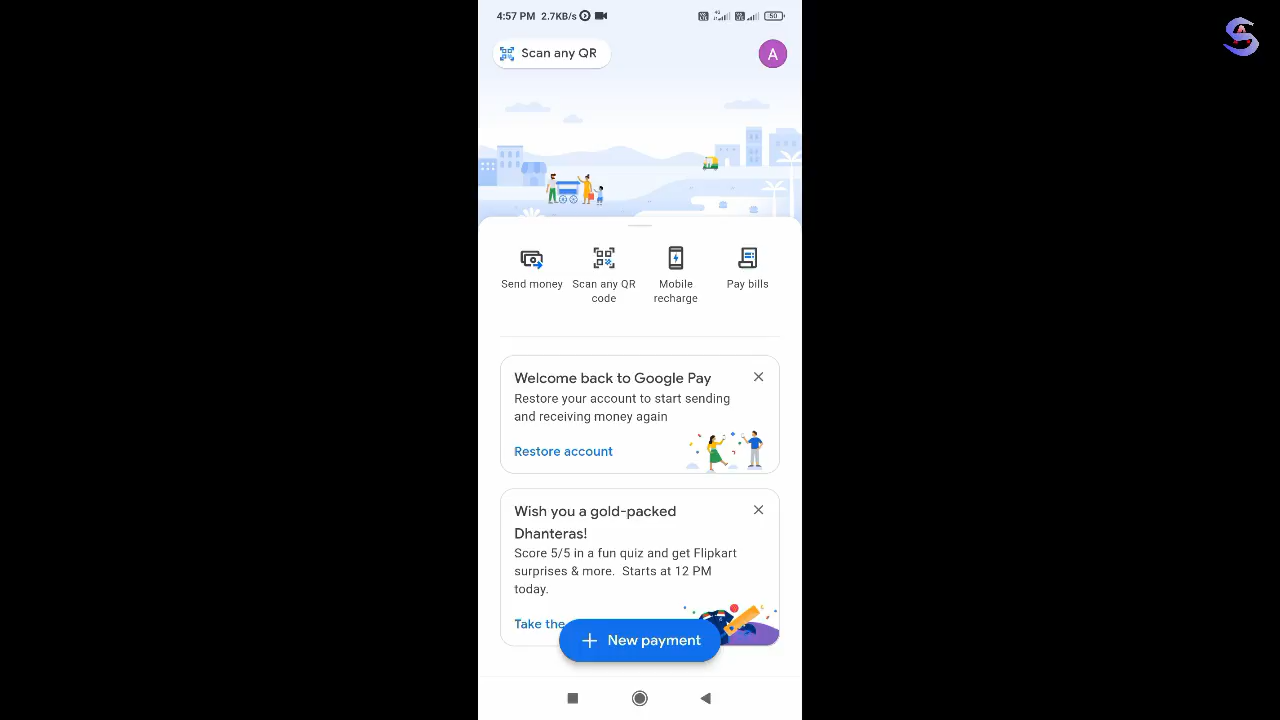 4:57 PM 2.7KB/s 4G 50
Scan any QR
A
Send money
Scan any QR
code
Mobile
recharge
Pay bills
Welcome back to Google Pay
Restore your account to start sending
and receiving money again
Restore account
Wish you a gold-packed
Dhanteras!
Score 5/5 in a fun quiz and get Flipkart
surprises & more. Starts at 12 PM
today.
Take the
New payment